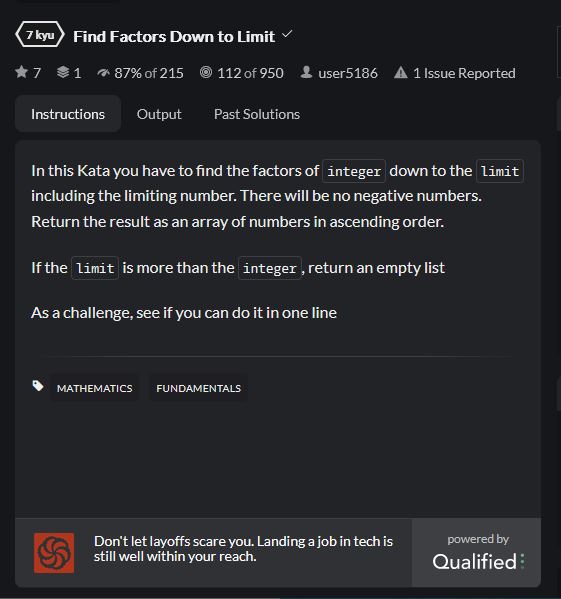 7 kyu Find Factors Down to Limit
7 1 87% of 215 112 of 950 user5186 1 Issue Reported
Instructions Output Past Solutions
In this Kata you have to find the factors of integer down to the limit
including the limiting number. There will be no negative numbers.
Return the result as an array of numbers in ascending order.
If the limit is more than the integer, return an empty list
As a challenge, see if you can do it in one line
MATHEMATICS FUNDAMENTALS
Don't let layoffs scare you. Landing a job in tech is
still well within your reach.
powered by
Qualified